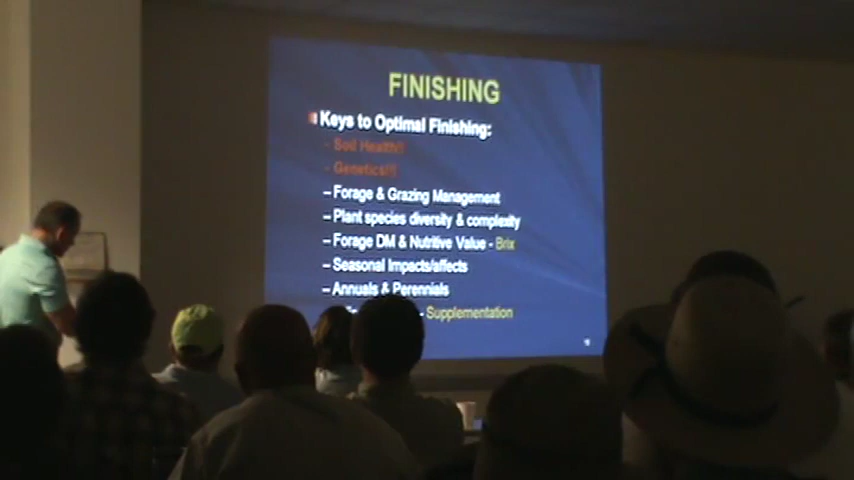 FINISHING
Keys to Optimal Finishing:
- Soil Health!!
- Genetics!!!
– Forage & Grazing Management
– Plant species diversity & complexity
– Forage DM & Nutritive Value - Brix
– Seasonal Impacts/affects
– Annuals & Perennials
- Supplementation